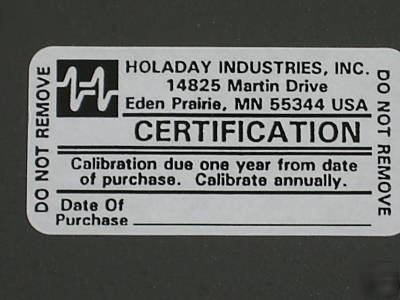 HOLADAY INDUSTRIES, INC.
14825 Martin Drive
Eden Prairie, MN 55344 USA
CERTIFICATION
Calibration due one year from date
of purchase. Calibrate annually.
Date Of
Purchase
DO NOT REMOVE
DO NOT REMOVE